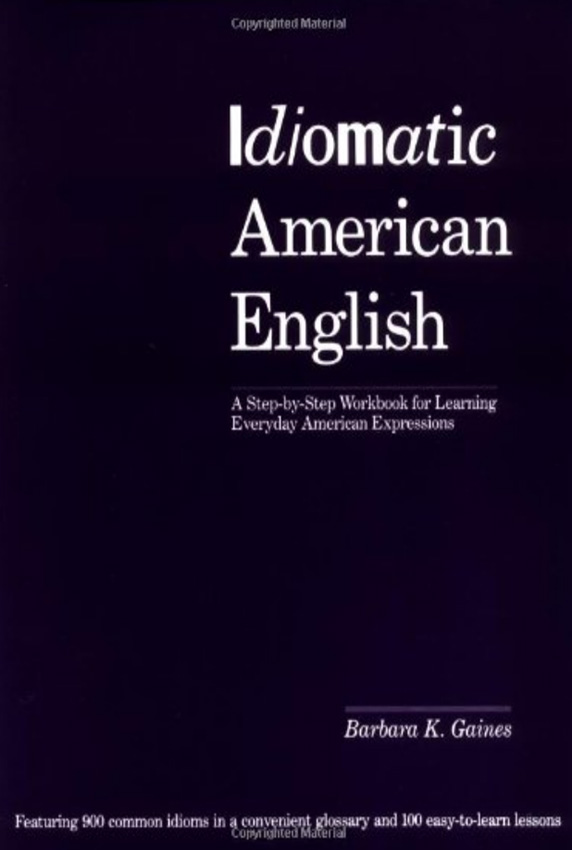 Copyrighted Material
Idiomatic
American
English
A Step-by-Step Workbook for Learning
Everyday American Expressions
Barbara K. Gaines
Featuring 900 common idioms in a convenient glossary and 100 easy-to-learn lessons
Copyrighted Material